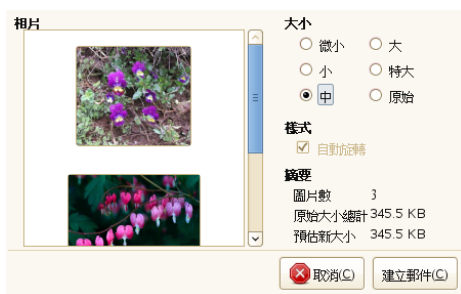 相片
大小
微小 大
小 特大
中 原始
樣式
自動旋轉
摘要
圖片數 3
原始大小總計 345.5 KB
預估新大小 345.5 KB
取消(C) 建立郵件(C)